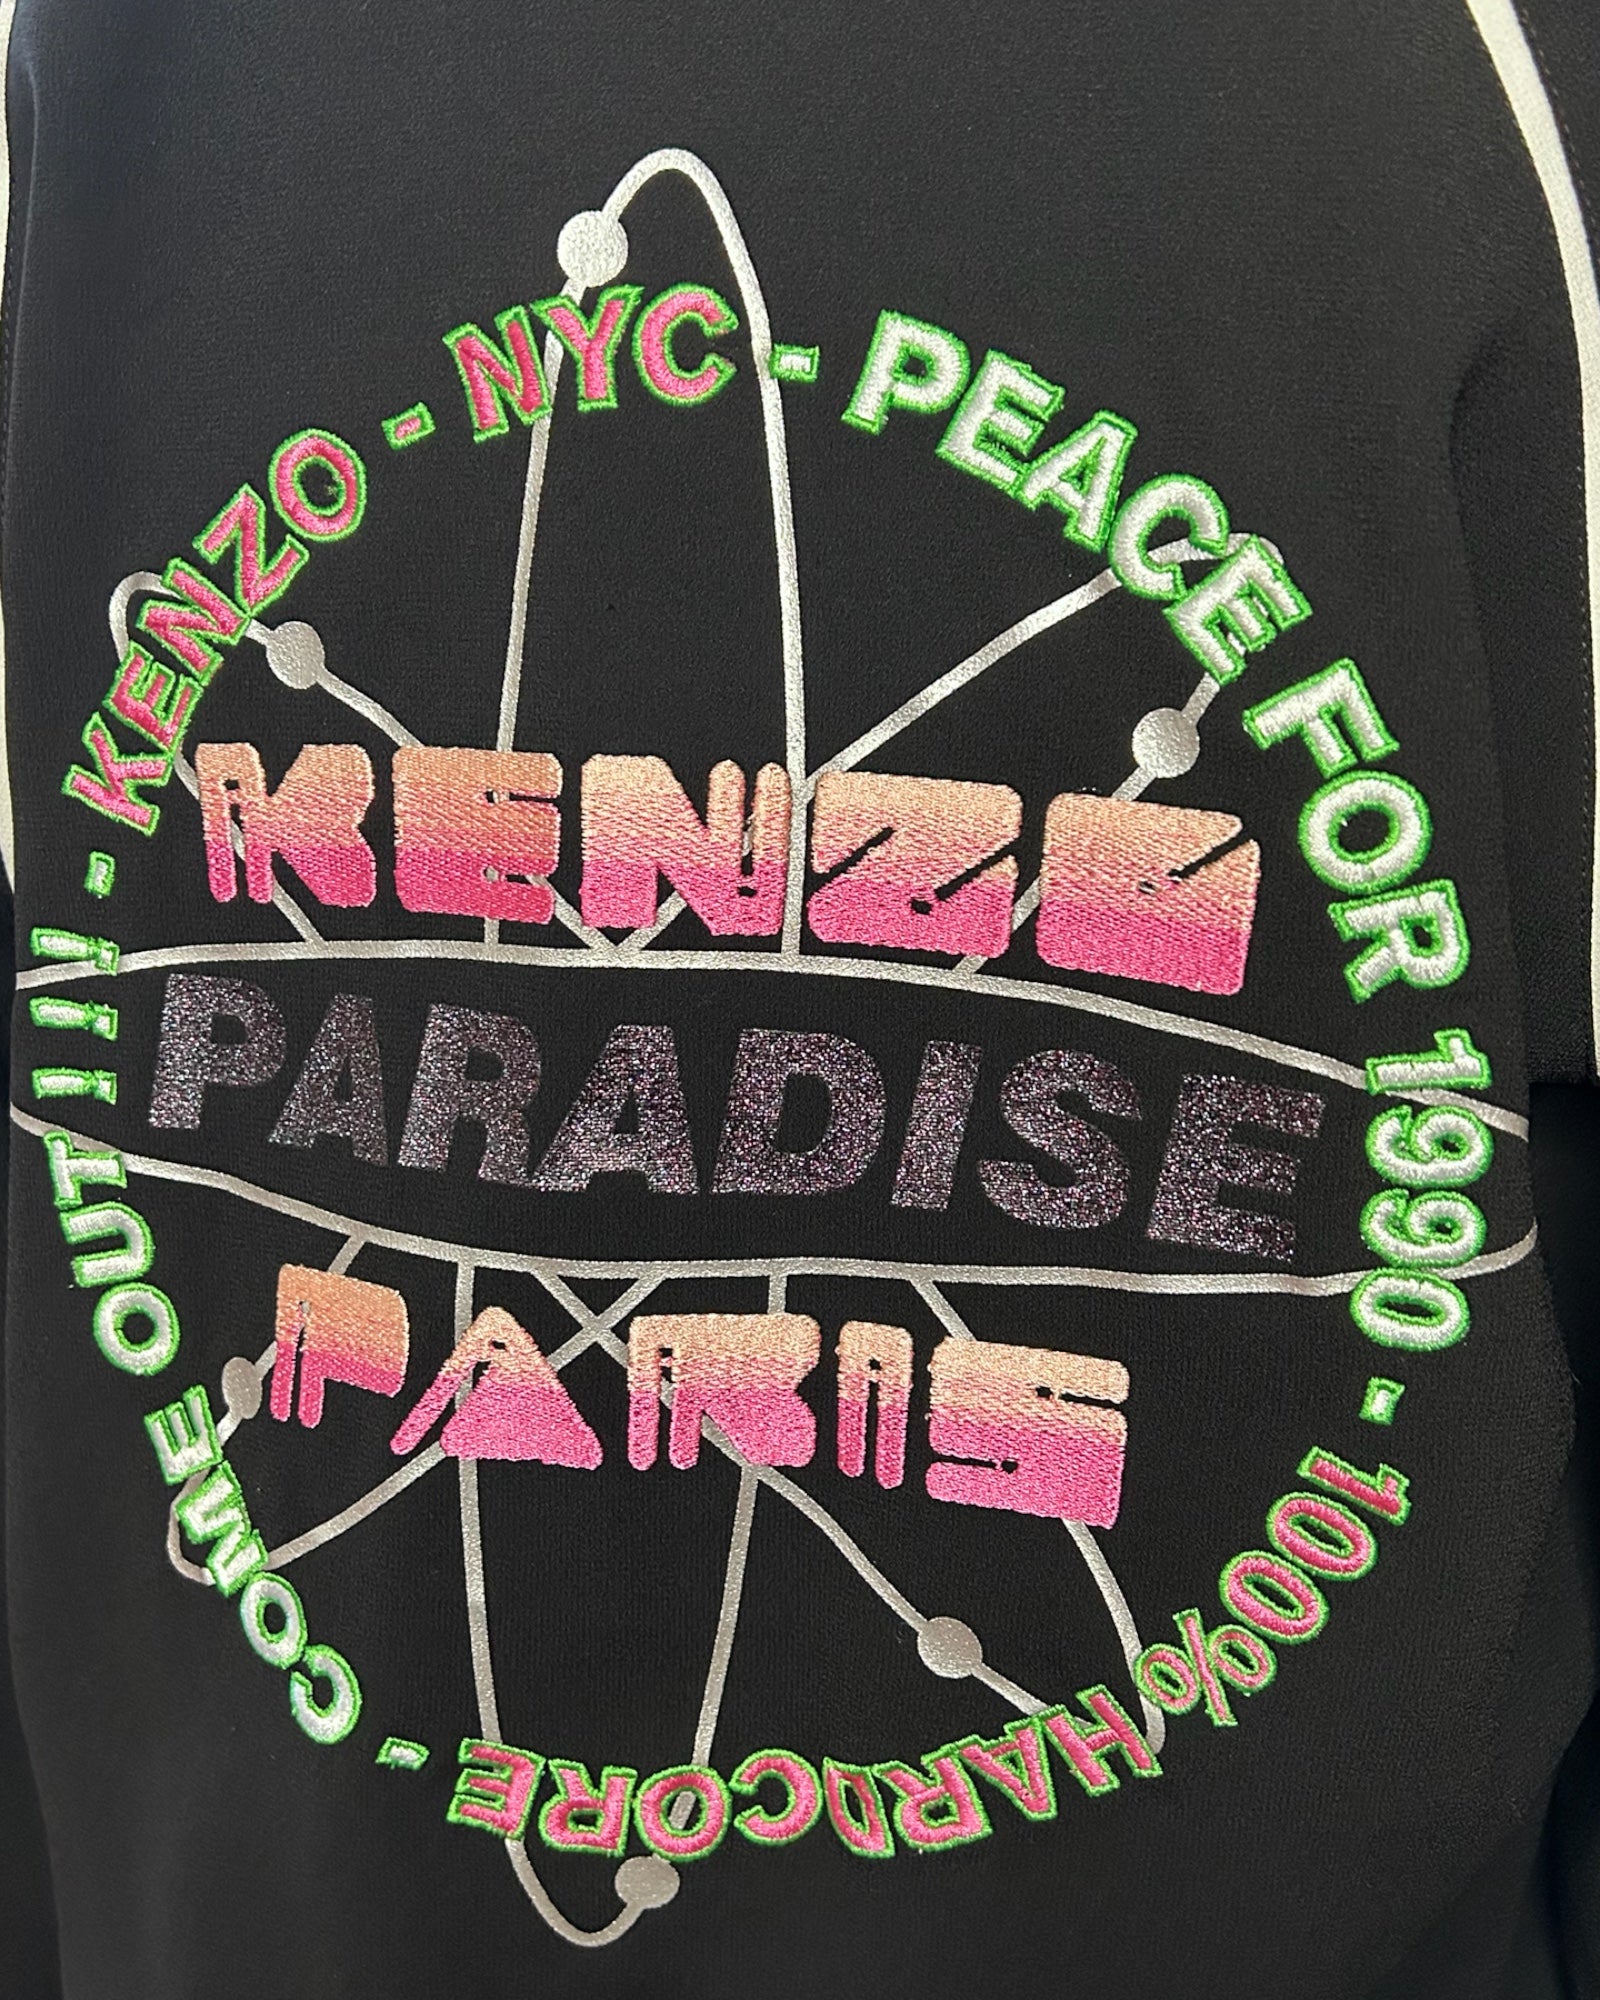 - KENZO - NYC - PEACE FOR 1990 - 100% HARDCORE - COME OUT !!!
KENZO
PARADISE
PARIS